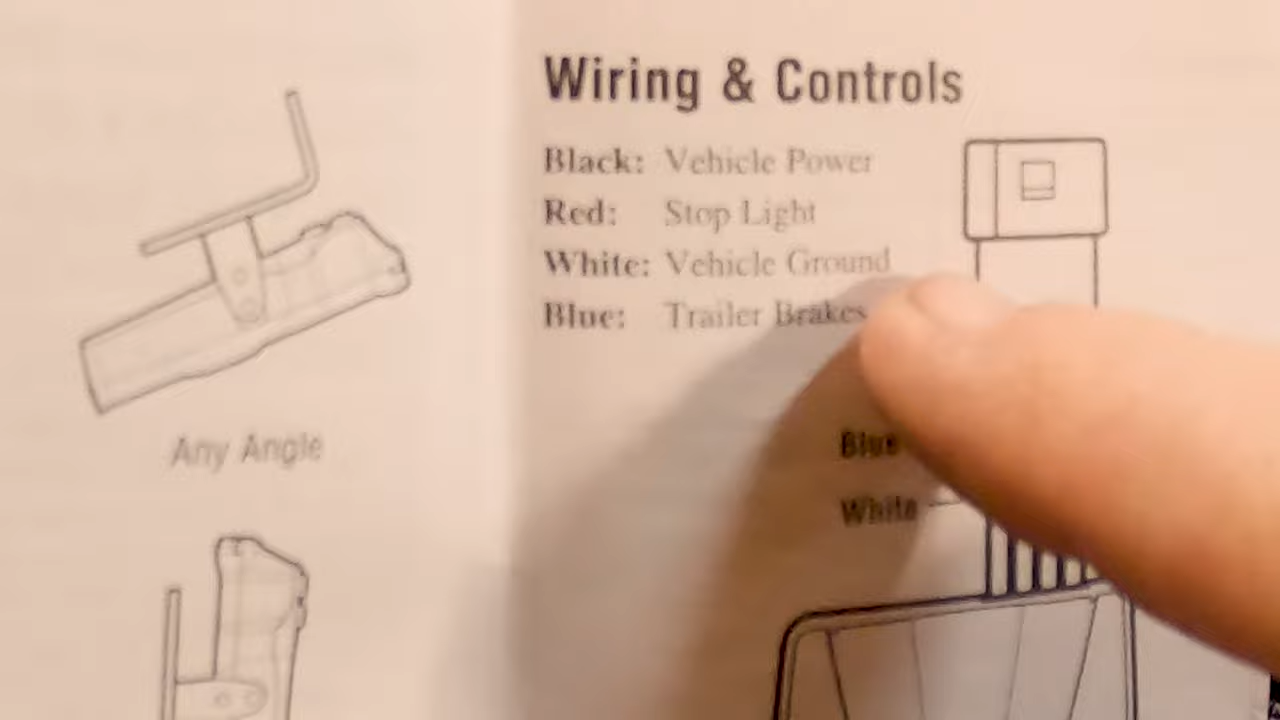 Wiring & Controls
Black: Vehicle Power
Red: Stop Light
White: Vehicle Ground
Blue: Trailer Brakes
Any Angle
Blue
White